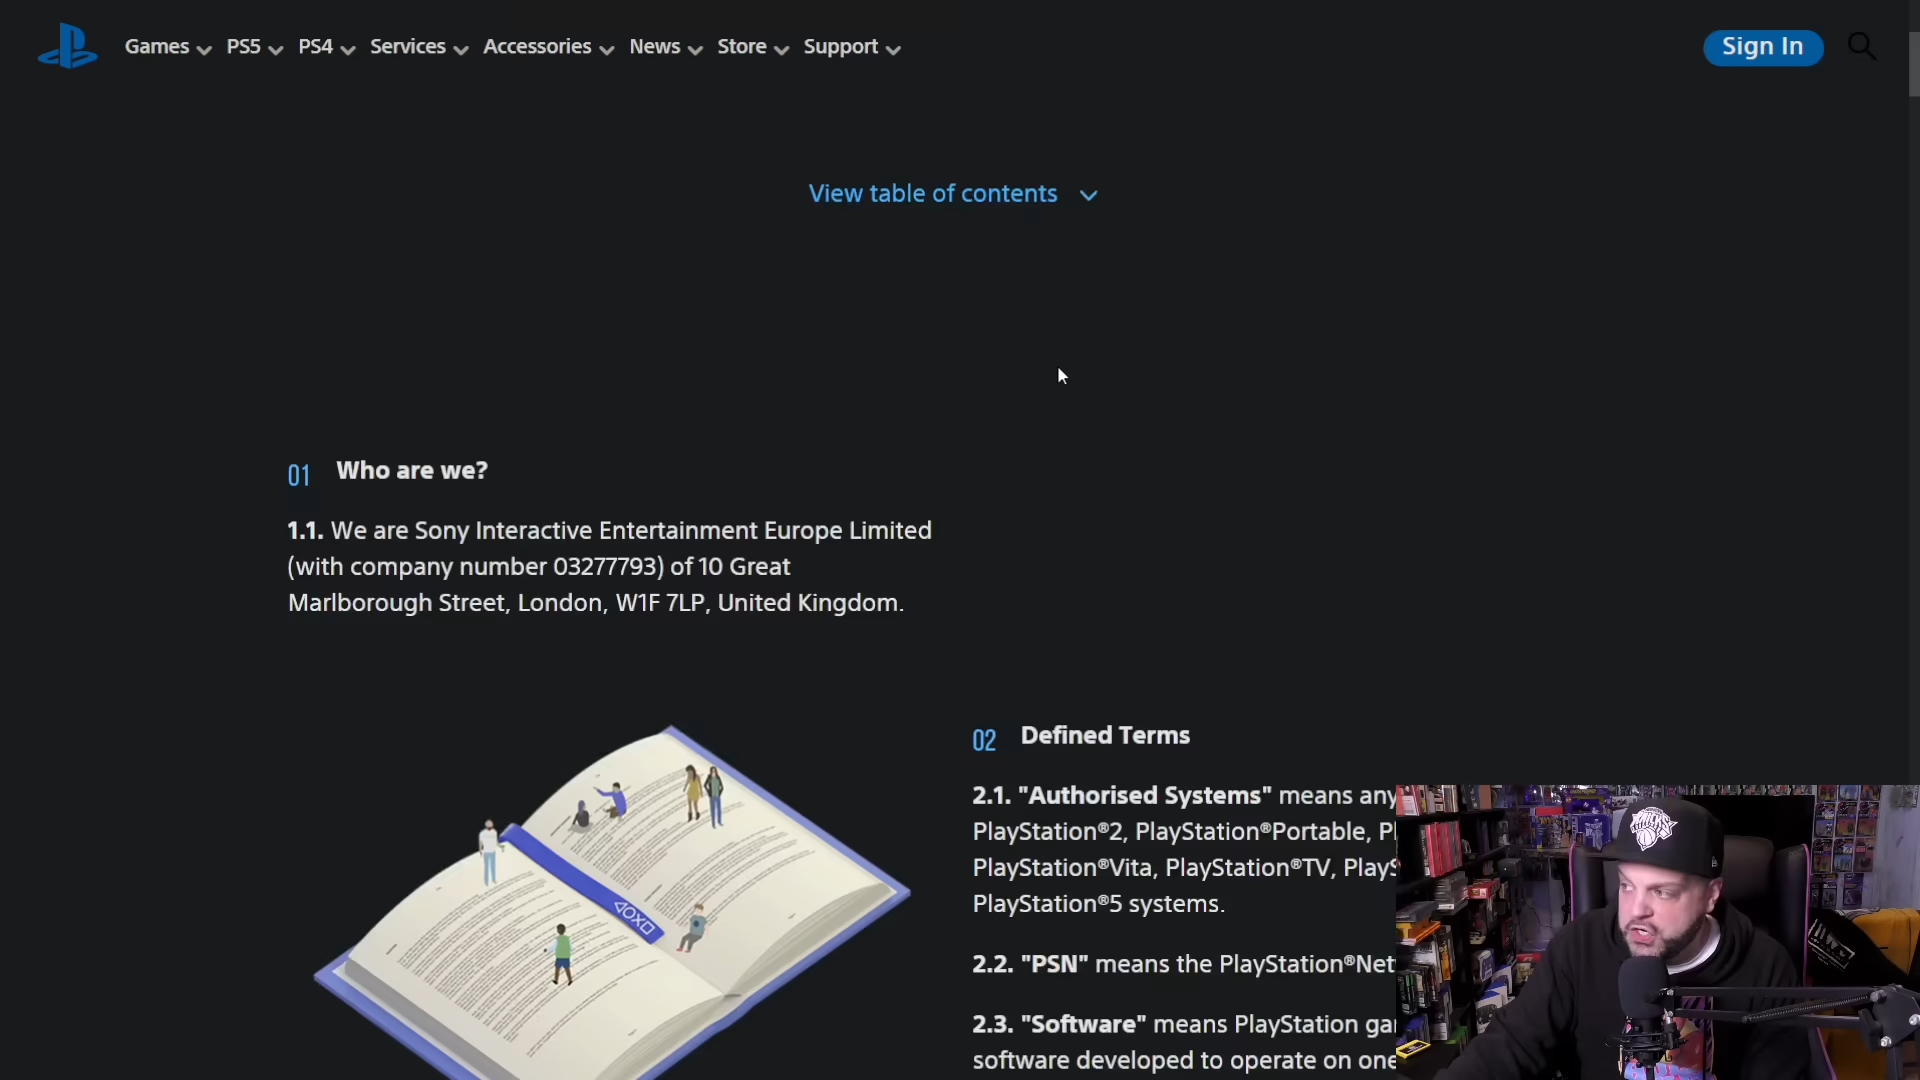 Games PS5 PS4 Services Accessories News Store Support Sign In
View table of contents
01 Who are we?
1.1. We are Sony Interactive Entertainment Europe Limited
(with company number 03277793) of 10 Great
Marlborough Street, London, W1F 7LP, United Kingdom.
02 Defined Terms
2.1. "Authorised Systems" means any
PlayStation®2, PlayStation®Portable, Pl
PlayStation®Vita, PlayStation®TV, PlayS
PlayStation®5 systems.
2.2. "PSN" means the PlayStation®Net
2.3. "Software" means PlayStation ga
software developed to operate on one